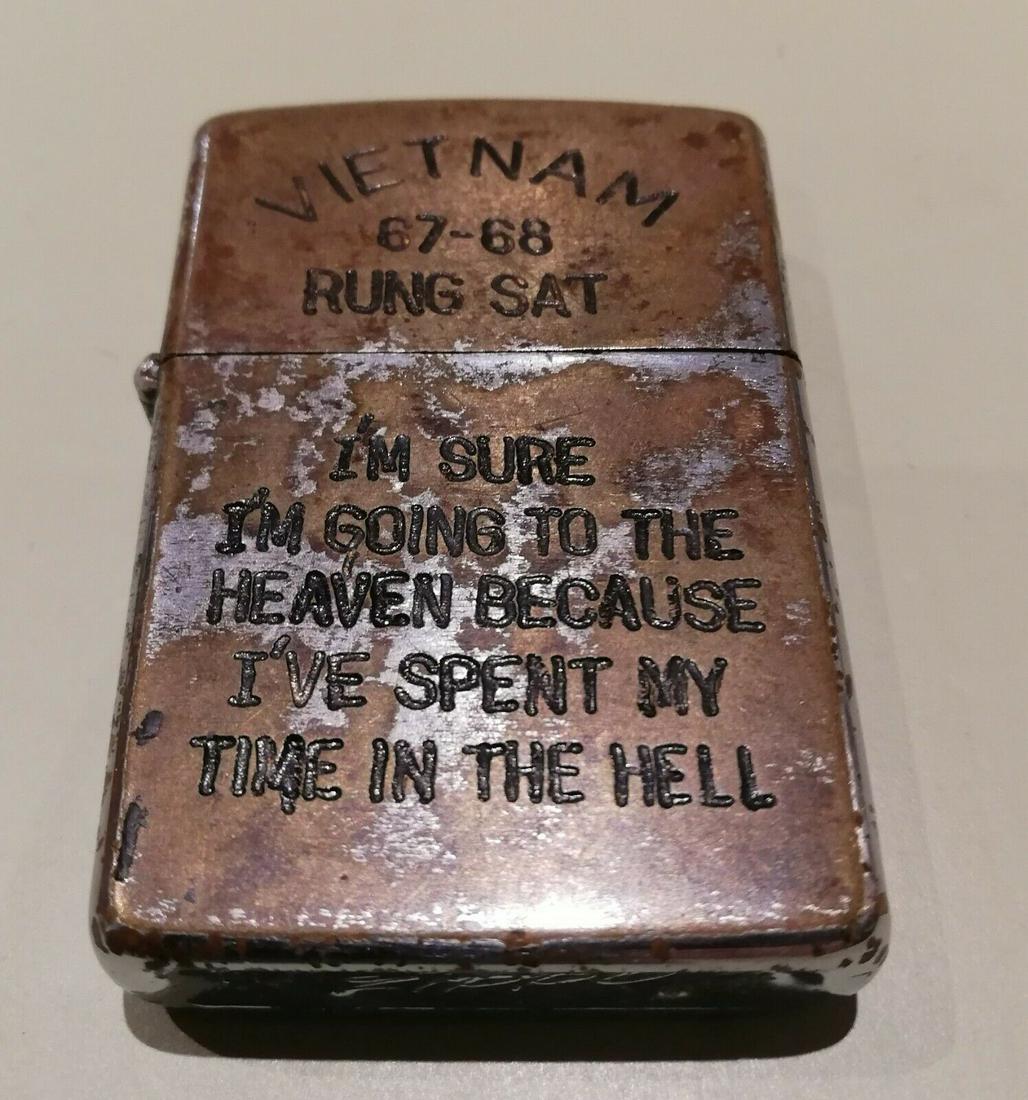 VIETNAM
67-68
RUNG SAT
I'M SURE
I'M GOING TO THE
HEAVEN BECAUSE
I'VE SPENT MY
TIME IN THE HELL